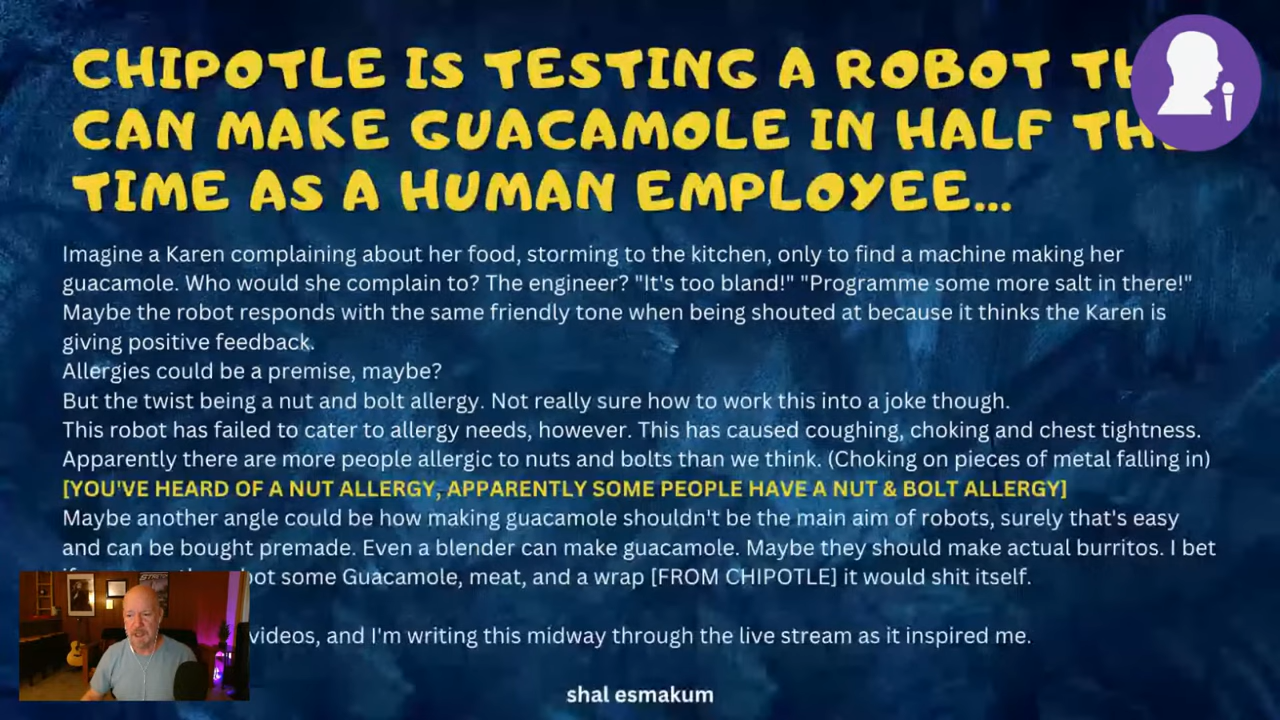 CHIPOTLE IS TESTING A ROBOT
CAN MAKE GUACAMOLE IN HALF
TIME AS A HUMAN EMPLOYEE...
Imagine a Karen complaining about her food, storming to the kitchen, only to find a machine making her
guacamole. Who would she complain to? The engineer? "It's too bland!" "Programme some more salt in there!"
Maybe the robot responds with the same friendly tone when being shouted at because it thinks the Karen is
giving positive feedback.
Allergies could be a premise, maybe?
But the twist being a nut and bolt allergy. Not really sure how to work this into a joke though.
This robot has failed to cater to allergy needs, however. This has caused coughing, choking and chest tightness.
Apparently there are more people allergic to nuts and bolts than we think. (Choking on pieces of metal falling in)
[YOU'VE HEARD OF A NUT ALLERGY, APPARENTLY SOME PEOPLE HAVE A NUT & BOLT ALLERGY]
Maybe another angle could be how making guacamole shouldn't be the main aim of robots, surely that's easy
and can be bought premade. Even a blender can make guacamole. Maybe they should make actual burritos. I bet
some Guacamole, meat, and a wrap [FROM CHIPOTLE] it would shit itself.
videos, and I'm writing this midway through the live stream as it inspired me.
shal esmakum